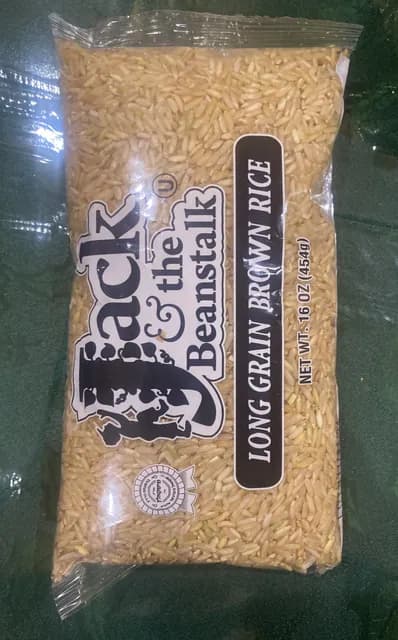 Jack
& the
Beanstalk
U
LONG GRAIN BROWN RICE
NET WT. 16 OZ (454g)